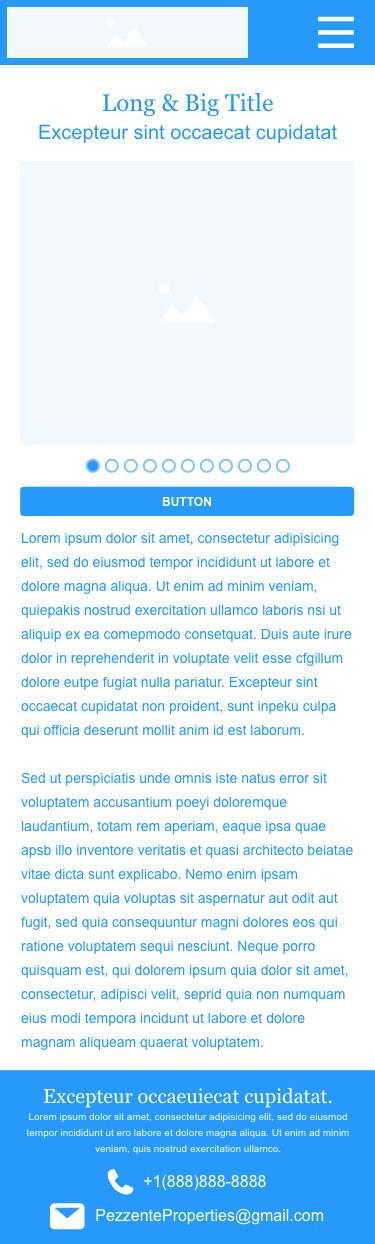 Long & Big Title
Excepteur sint occaecat cupidatat
BUTTON
Lorem ipsum dolor sit amet, consectetur adipisicing
elit, sed do eiusmod tempor incididunt ut labore et
dolore magna aliqua. Ut enim ad minim veniam,
quiepakis nostrud exercitation ullamco laboris nsi ut
aliquip ex ea comepmodo consetquat. Duis aute irure
dolor in reprehenderit in voluptate velit esse cfgillum
dolore eutpe fugiat nulla pariatur. Excepteur sint
occaecat cupidatat non proident, sunt inpeku culpa
qui officia deserunt mollit anim id est laborum.
Sed ut perspiciatis unde omnis iste natus error sit
voluptatem accusantium poeyi doloremque
laudantium, totam rem aperiam, eaque ipsa quae
apsb illo inventore veritatis et quasi architecto beiatae
vitae dicta sunt explicabo. Nemo enim ipsam
voluptatem quia voluptas sit aspernatur aut odit aut
fugit, sed quia consequuntur magni dolores eos qui
ratione voluptatem sequi nesciunt. Neque porro
quisquam est, qui dolorem ipsum quia dolor sit amet,
consectetur, adipisci velit, seprid quia non numquam
eius modi tempora incidunt ut labore et dolore
magnam aliqueam quaerat voluptatem.
Excepteur occaeuiecat cupidatat.
Lorem ipsum dolor sit amet, consectetur adipisicing elit, sed do eiusmod
tempor incididunt ut ero labore et dolore magna aliqua. Ut enim ad minim
veniam, quis nostrud exercitation ullamco.
+1(888)888-8888
PezzenteProperties@gmail.com